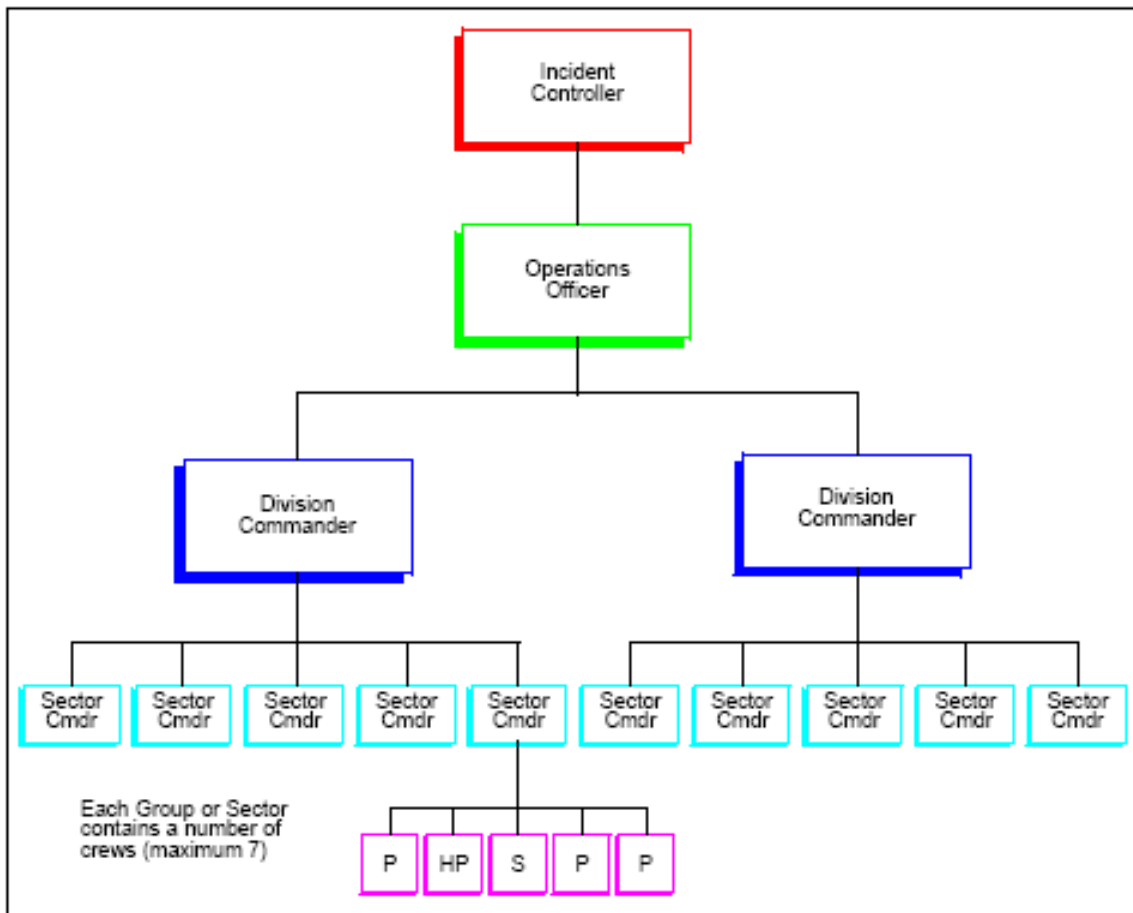 Incident
Controller
Operations
Officer
Division
Commander
Division
Commander
Sector
Cmdr
Sector
Cmdr
Sector
Cmdr
Sector
Cmdr
Sector
Cmdr
Sector
Cmdr
Sector
Cmdr
Sector
Cmdr
Sector
Cmdr
Sector
Cmdr
Each Group or Sector
contains a number of
crews (maximum 7)
P
HP
S
P
P